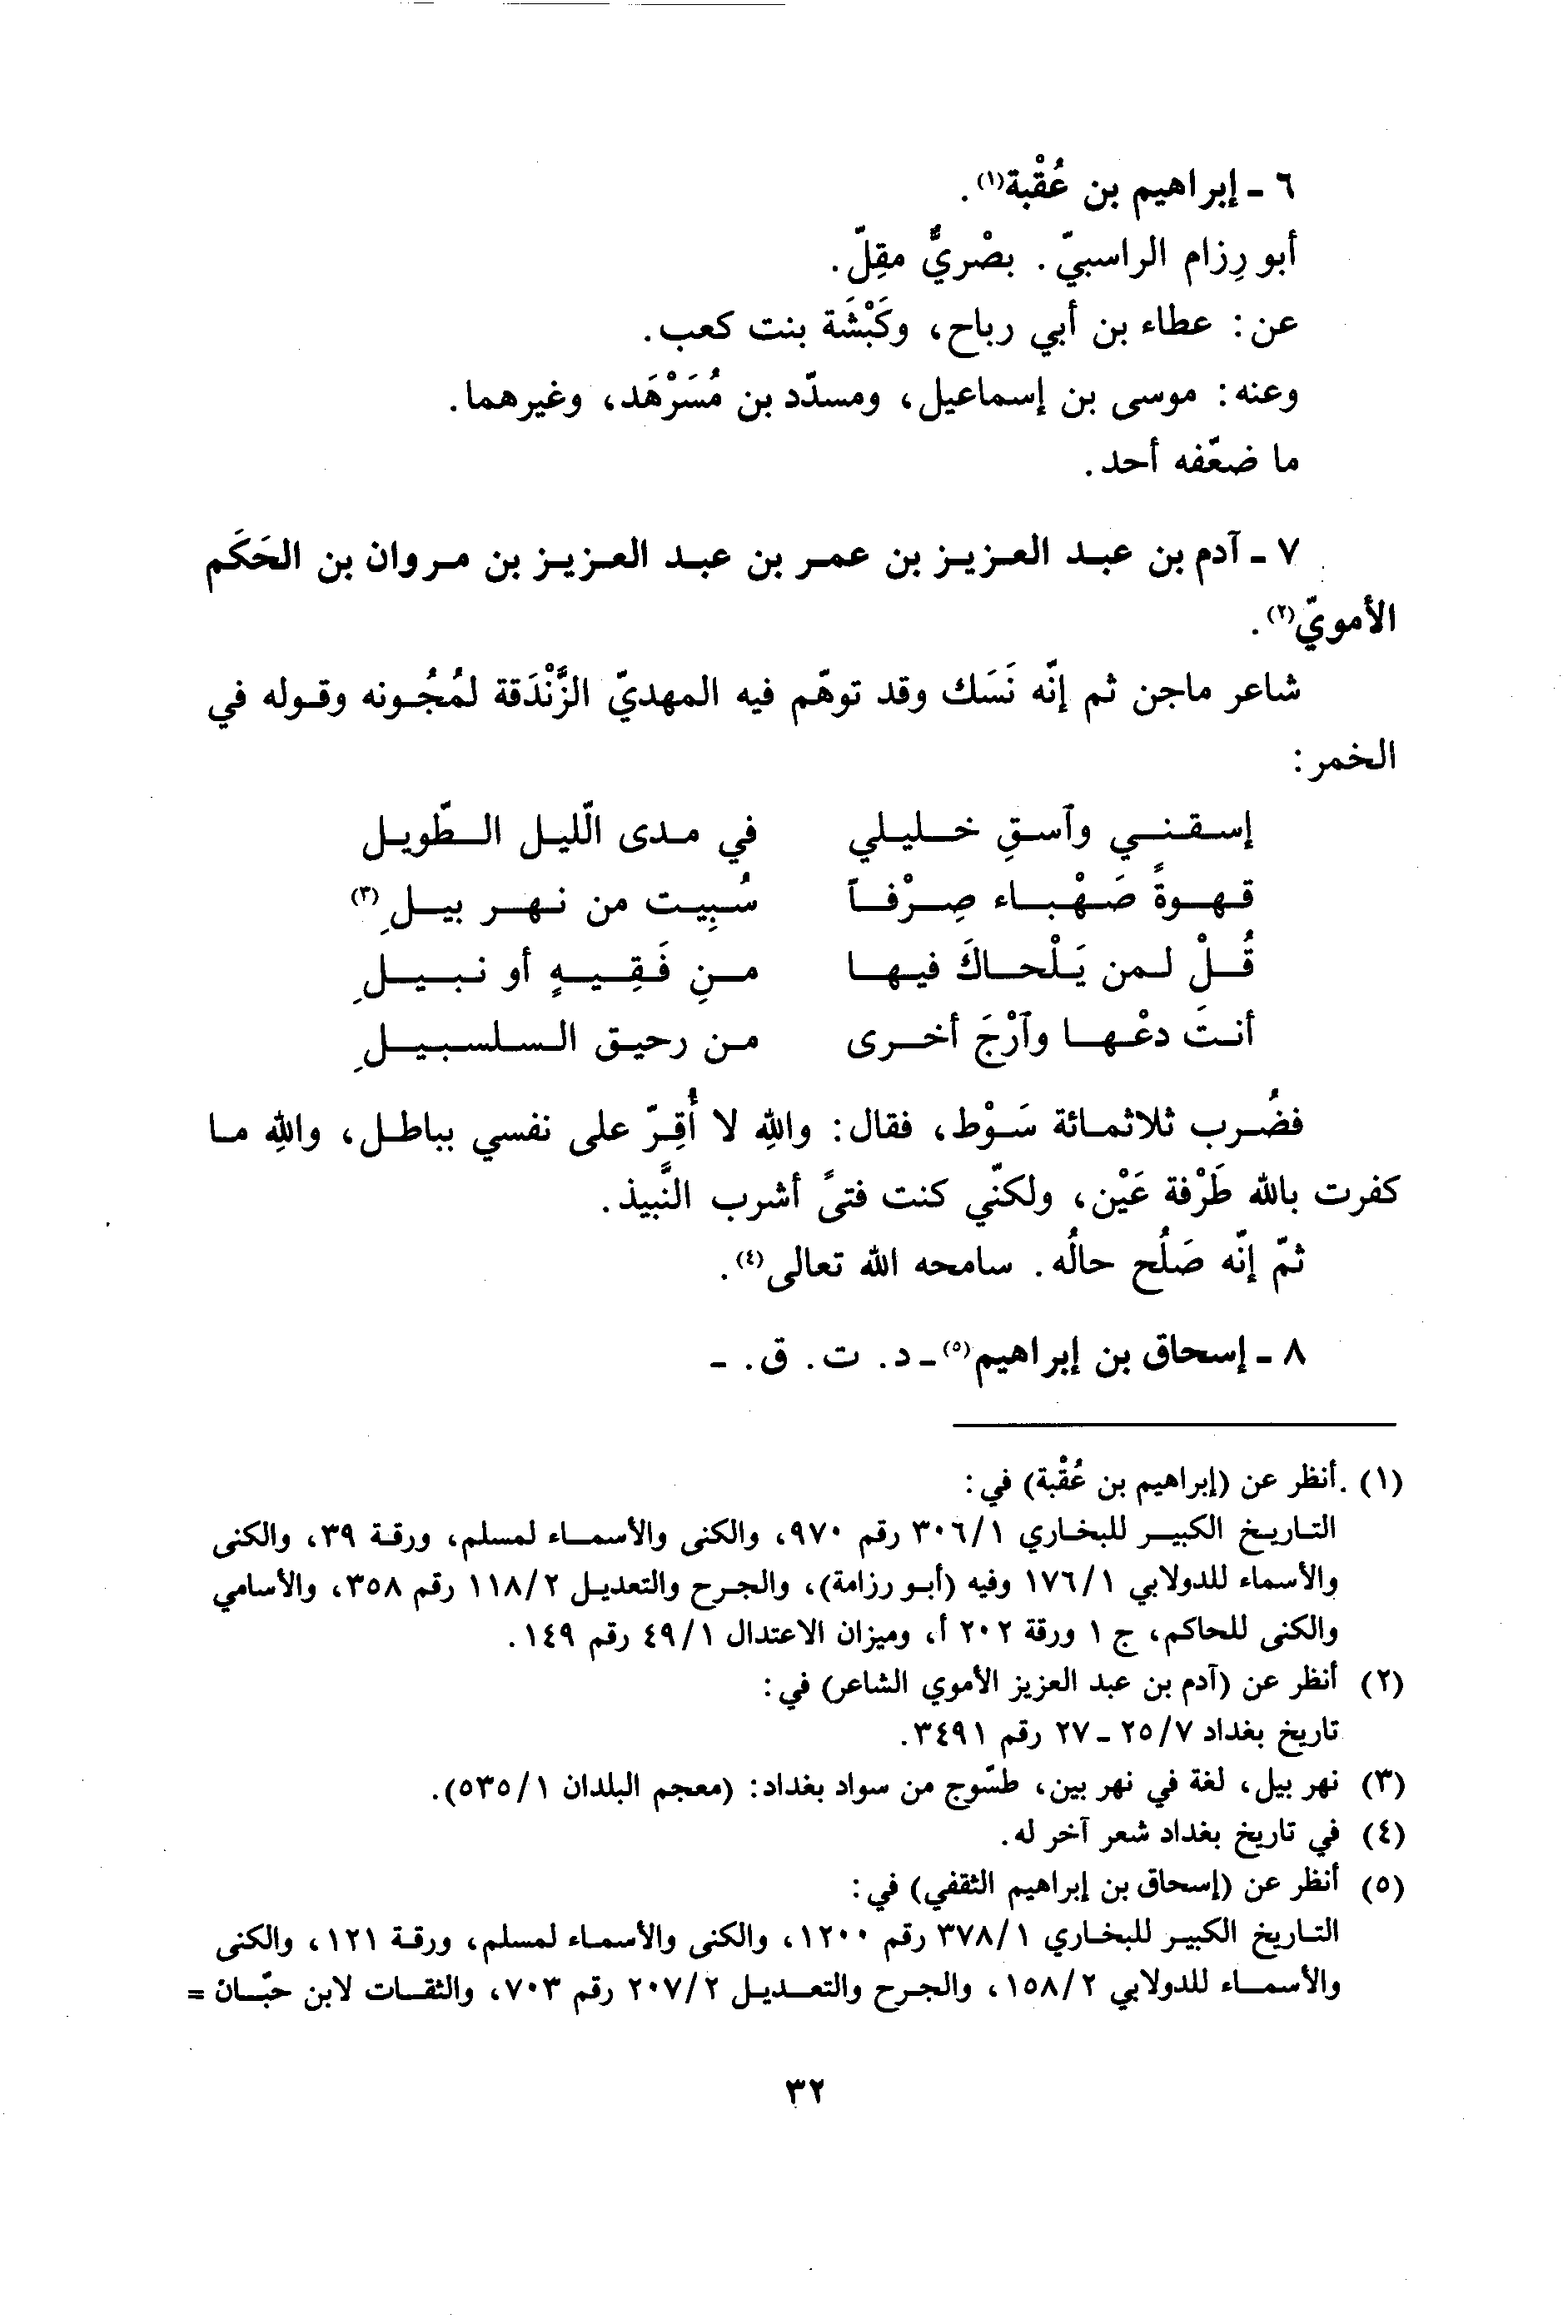 ٦ - إبراهيم بن عُقْبة(١).
أبو رِزام الراسبيّ. بصْريٌّ مقِلّ.
عن: عطاء بن أبي رباح، وكَبْشَة بنت كعب.
وعنه: موسى بن إسماعيل، ومسدّد بن مُسَرْهَد، وغيرهما.
ما ضعّفه أحد.
٧ - آدم بن عبد العزيز بن عمر بن عبد العزيز بن مروان بن الحَكَم
الأمويّ(٢).
شاعر ماجن ثم إنّه نَسَك وقد توهّم فيه المهديّ الزَّنْدَقة لمُجُونه وقوله في
الخمر:
إسقني وآسقِ خليلي في مدى الّليل الطّويل
قهوةً صَهْباء صِرْفاً سُبِيت من نهر بيلِ(٣)
قُلْ لمن يَلْحاكَ فيها منِ فَقِيهٍ أو نبيلِ
أنتَ دعْها وآرْجَ أخرى من رحيق السلسبيلِ
فضُرب ثلاثمائة سَوْط، فقال: واللهِ لا أُقِرّ على نفسي بباطل، واللهِ ما
كفرت بالله طَرْفة عَيْن، ولكنّي كنت فتىً أشرب النَّبيذ.
ثمّ إنّه صَلُح حالُه. سامحه الله تعالى(٤).
٨ - إسحاق بن إبراهيم(٥) - د. ت. ق. -
(١) أنظر عن (إبراهيم بن عُقْبة) في:
التاريخ الكبير للبخاري ٣٠٦/١ رقم ٩٧٠، والكنى والأسماء لمسلم، ورقة ٣٩، والكنى
والأسماء للدولابي ١٧٦/١ وفيه (أبو رزامة)، والجرح والتعديل ١١٨/٢ رقم ٣٥٨، والأسامي
والكنى للحاكم، ج ١ ورقة ٢٠٢ أ، وميزان الاعتدال ٤٩/١ رقم ١٤٩.
(٢) أنظر عن (آدم بن عبد العزيز الأموي الشاعر) في:
تاريخ بغداد ٢٥/٧ - ٢٧ رقم ٣٤٩١.
(٣) نهر بيل، لغة في نهر بين، طسّوج من سواد بغداد: (معجم البلدان ٥٣٥/١).
(٤) في تاريخ بغداد شعر آخر له.
(٥) أنظر عن (إسحاق بن إبراهيم الثقفي) في:
التاريخ الكبير للبخاري ٣٧٨/١ رقم ١٢٠٠، والكنى والأسماء لمسلم، ورقة ١٢١، والكنى
والأسماء للدولابي ١٥٨/٢، والجرح والتعديل ٢٠٧/٢ رقم ٧٠٣، والثقات لابن حبّان =
٣٢